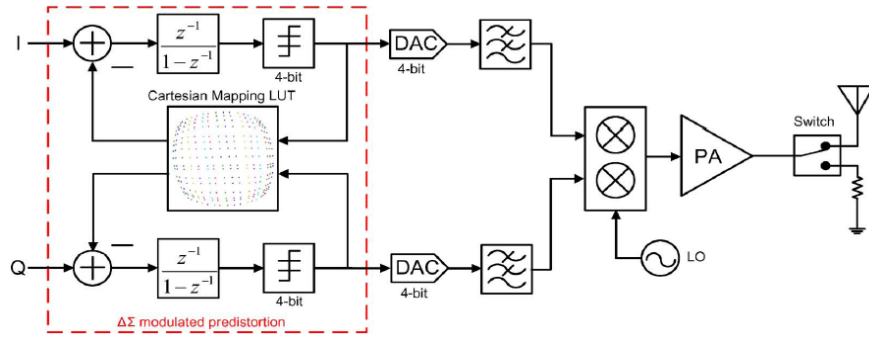 I
z⁻¹
1−z⁻¹
4-bit
DAC
4-bit
Cartesian Mapping LUT
Switch
PA
Q
z⁻¹
1−z⁻¹
4-bit
DAC
4-bit
LO
ΔΣ modulated predistortion